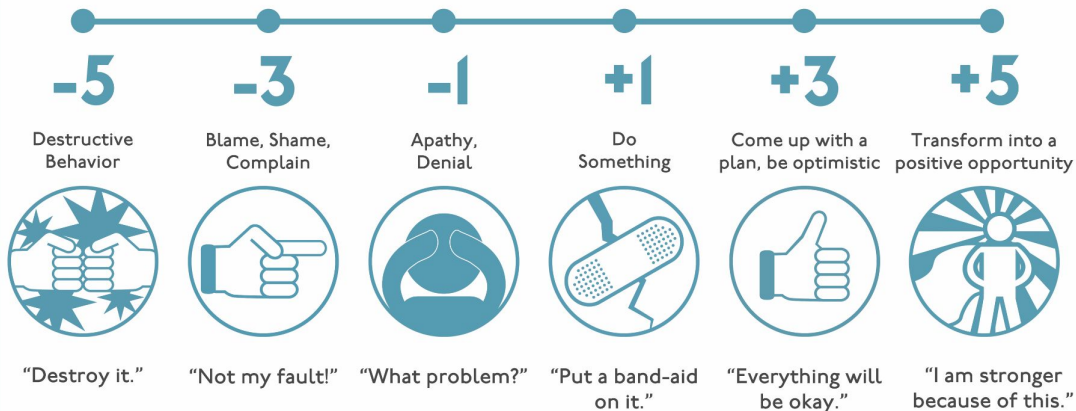 -5
-3
-1
+1
+3
+5
Destructive
Behavior
Blame, Shame,
Complain
Apathy,
Denial
Do
Something
Come up with a
plan, be optimistic
Transform into a
positive opportunity
“Destroy it.”
“Not my fault!”
“What problem?”
“Put a band-aid
on it.”
“Everything will
be okay.”
“I am stronger
because of this.”